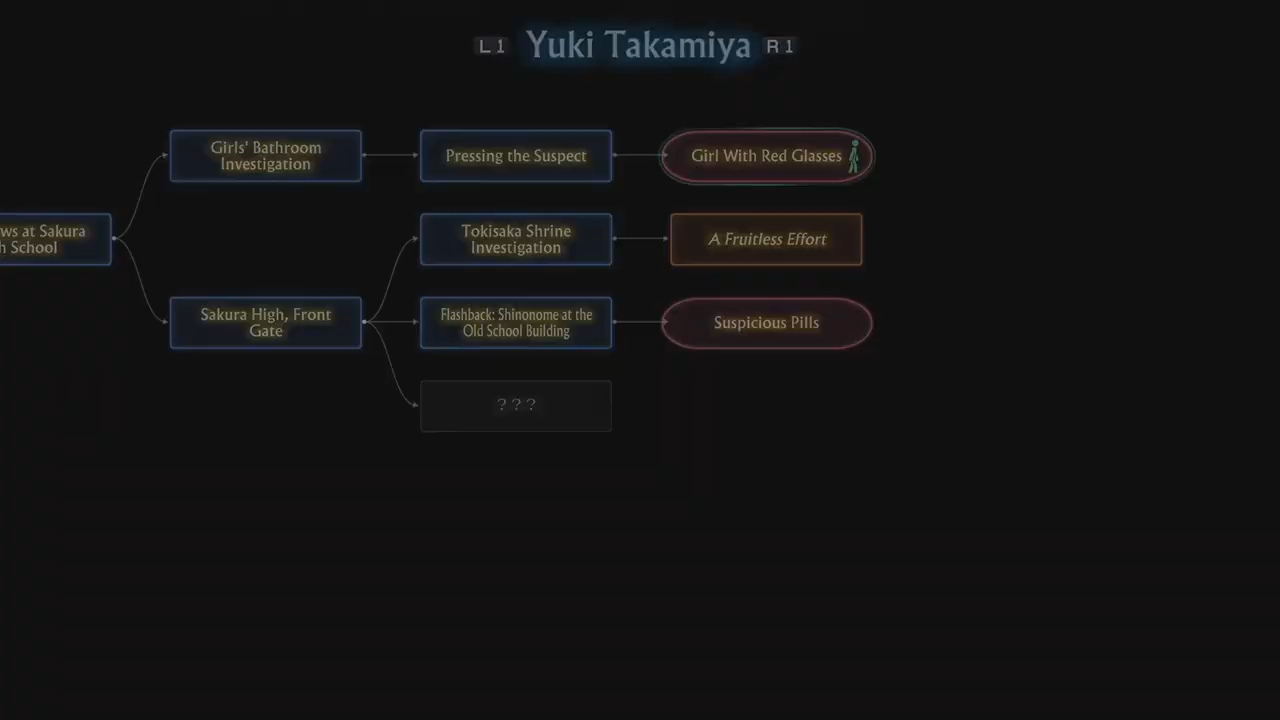 L1 Yuki Takamiya R1
Girls' Bathroom
Investigation
Pressing the Suspect
Girl With Red Glasses
ws at Sakura
h School
Tokisaka Shrine
Investigation
A Fruitless Effort
Sakura High, Front
Gate
Flashback: Shinonome at the
Old School Building
Suspicious Pills
? ? ?